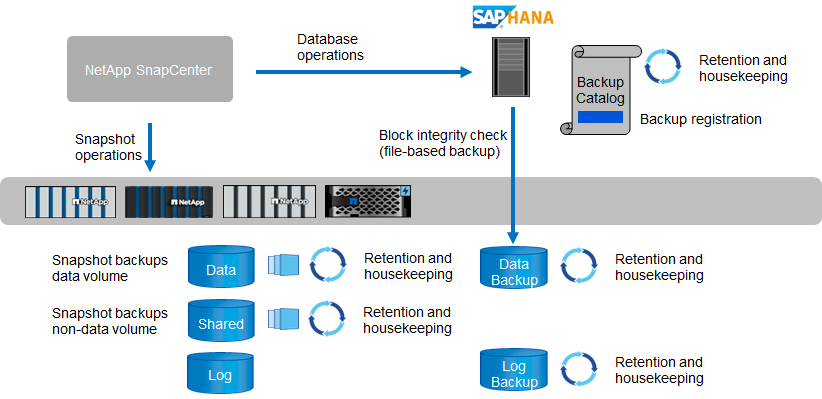 SAP HANA
Database
operations
NetApp SnapCenter
Retention and
housekeeping
Backup
Catalog
Backup registration
Snapshot
operations
Block integrity check
(file-based backup)
NetApp
NetApp
NetApp
Snapshot backups
data volume
Data
Retention and
housekeeping
Data
Backup
Retention and
housekeeping
Snapshot backups
non-data volume
Shared
Retention and
housekeeping
Log
Log
Backup
Retention and
housekeeping